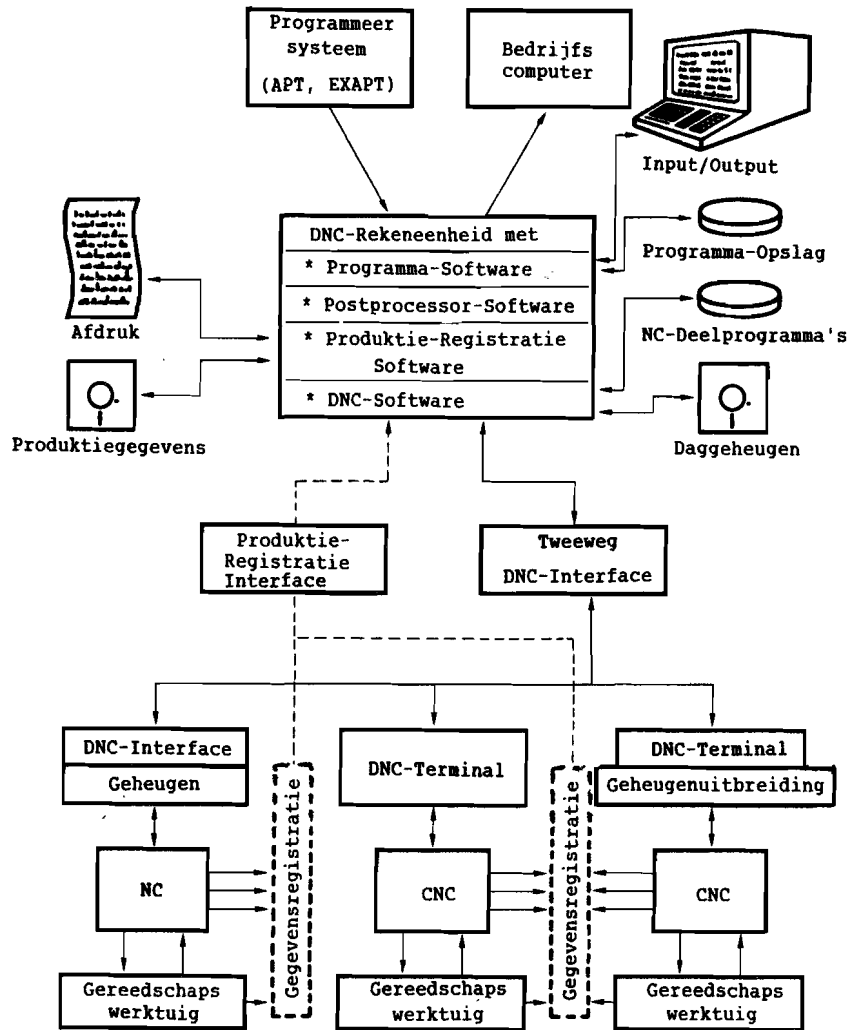 Programmeer
systeem
(APT, EXAPT)
Bedrijfs
computer
Input/Output
DNC-Rekeneenheid met
* Programma-Software
* Postprocessor-Software
* Produktie-Registratie
Software
* DNC-Software
Afdruk
Produktiegegevens
Programma-Opslag
NC-Deelprogramma's
Daggeheugen
Produktie-
Registratie
Interface
Tweeweg
DNC-Interface
DNC-Interface
Geheugen
DNC-Terminal
DNC-Terminal
Geheugenuitbreiding
Gegevensregistratie
Gegevensregistratie
NC
CNC
CNC
Gereedschaps
werktuig
Gereedschaps
werktuig
Gereedschaps
werktuig